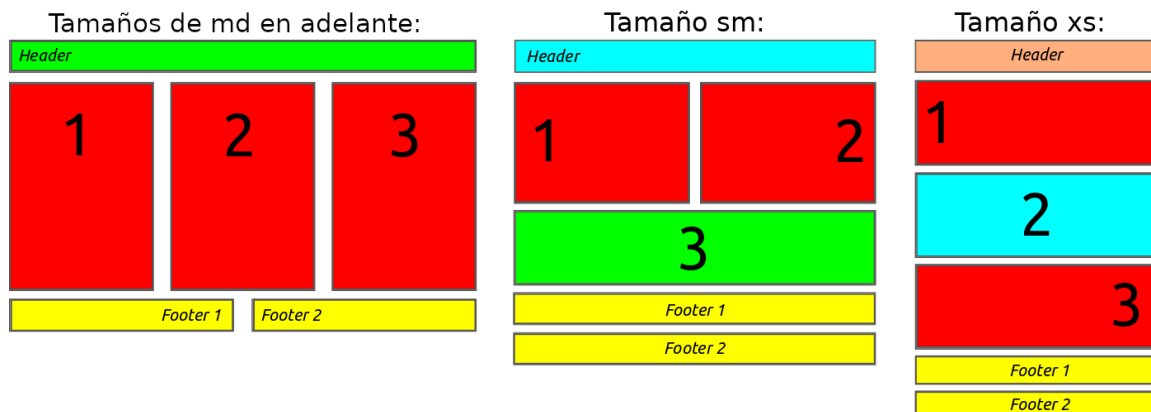 Tamaños de md en adelante:
Header
1 2 3
Footer 1 Footer 2
Tamaño sm:
Header
1 2
3
Footer 1
Footer 2
Tamaño xs:
Header
1
2
3
Footer 1
Footer 2